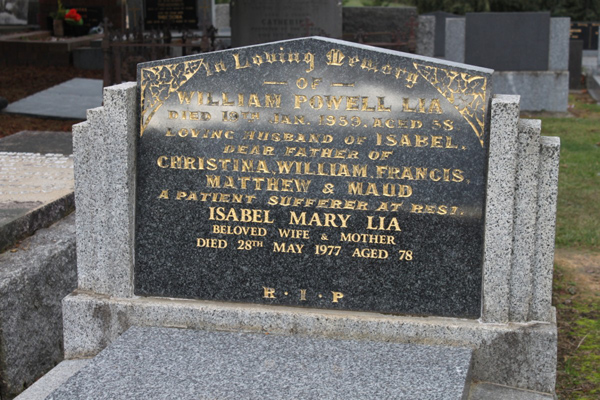 In Loving Memory
— OF —
WILLIAM POWELL LIA
DIED 19TH JAN. 1959. AGED 58
LOVING HUSBAND OF ISABEL.
DEAR FATHER OF
CHRISTINA, WILLIAM, FRANCIS
MATTHEW & MAUD
A PATIENT SUFFERER AT REST.
ISABEL MARY LIA
BELOVED WIFE & MOTHER
DIED 28TH MAY 1977 AGED 78
R · I · P